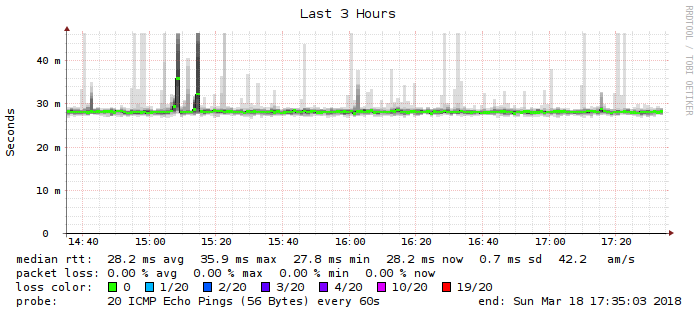 Last 3 Hours
RRDTOOL / TOBI OETIKER
Seconds
40 m
30 m
20 m
10 m
0
14:40 15:00 15:20 15:40 16:00 16:20 16:40 17:00 17:20
median rtt: 28.2 ms avg 35.9 ms max 27.8 ms min 28.2 ms now 0.7 ms sd 42.2 am/s
packet loss: 0.00 % avg 0.00 % max 0.00 % min 0.00 % now
loss color: 0 1/20 2/20 3/20 4/20 10/20 19/20
probe: 20 ICMP Echo Pings (56 Bytes) every 60s end: Sun Mar 18 17:35:03 2018